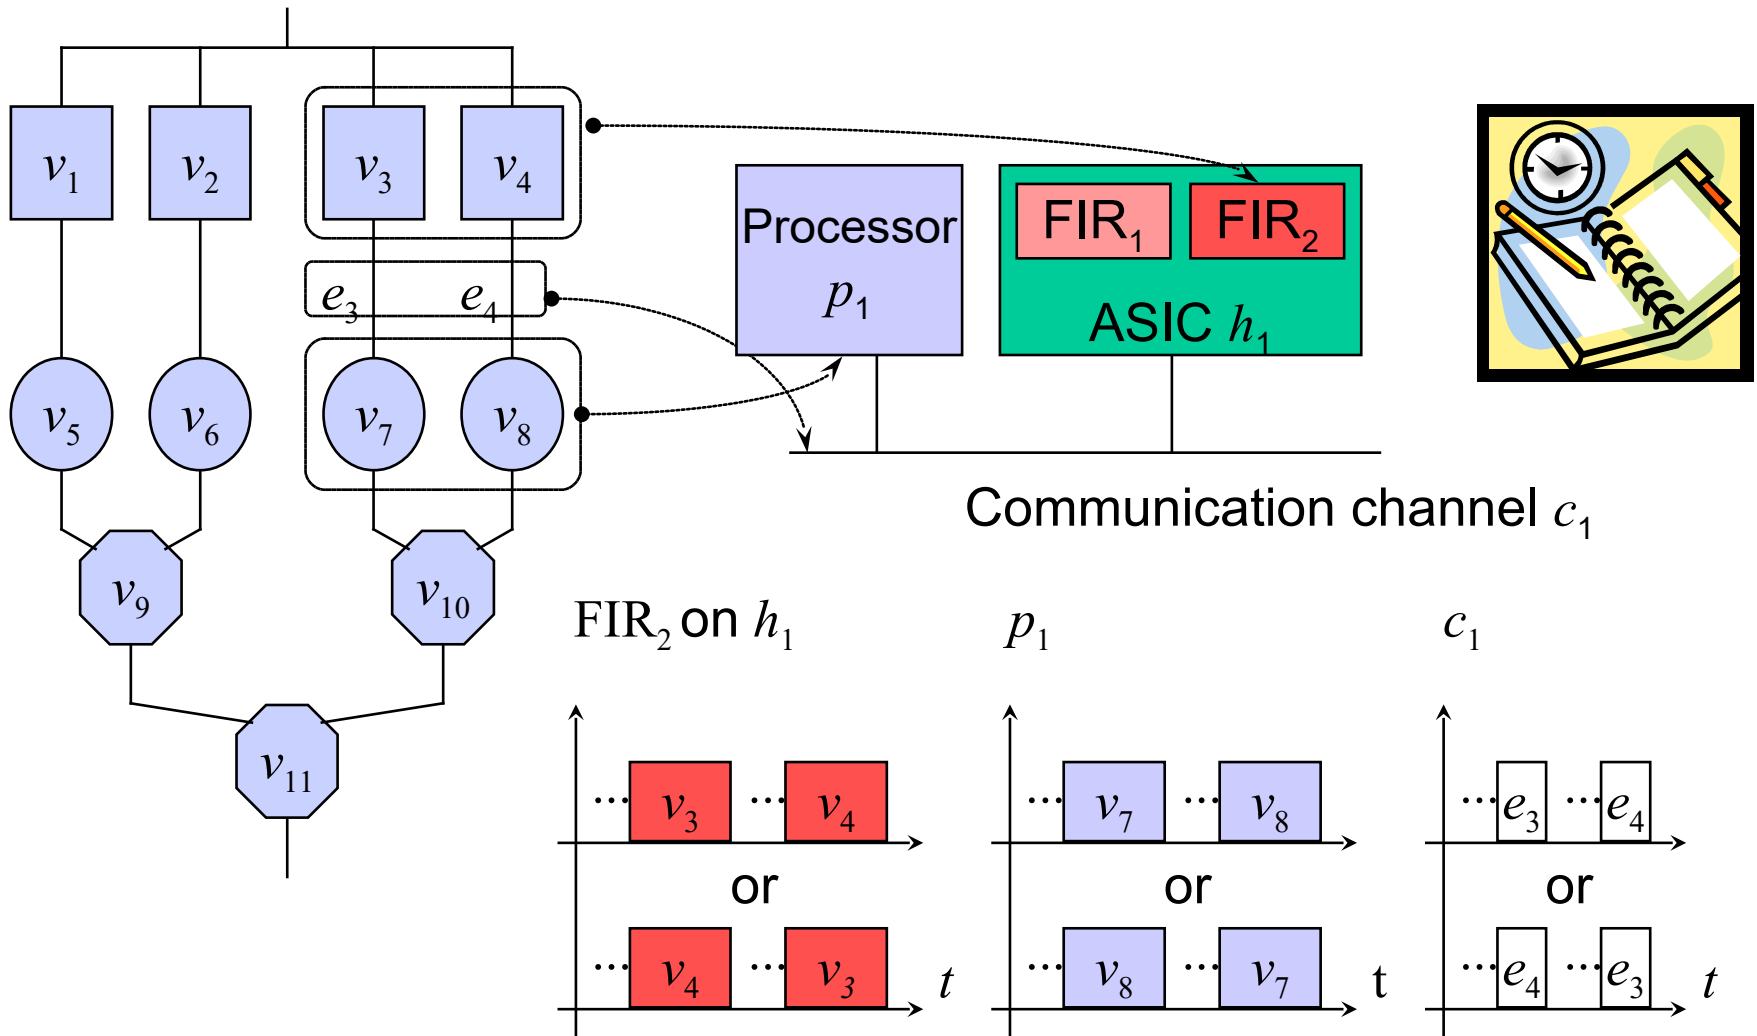 v1 v2 v3 v4
Processor
p1
FIR1 FIR2
ASIC h1
e3 e4
v5 v6 v7 v8
Communication channel c1
v9 v10
FIR2 on h1 p1 c1
v11
... v3 ... v4 ... v7 ... v8 ... e3 ... e4
or or or
... v4 ... v3 t ... v8 ... v7 t ... e4 ... e3 t